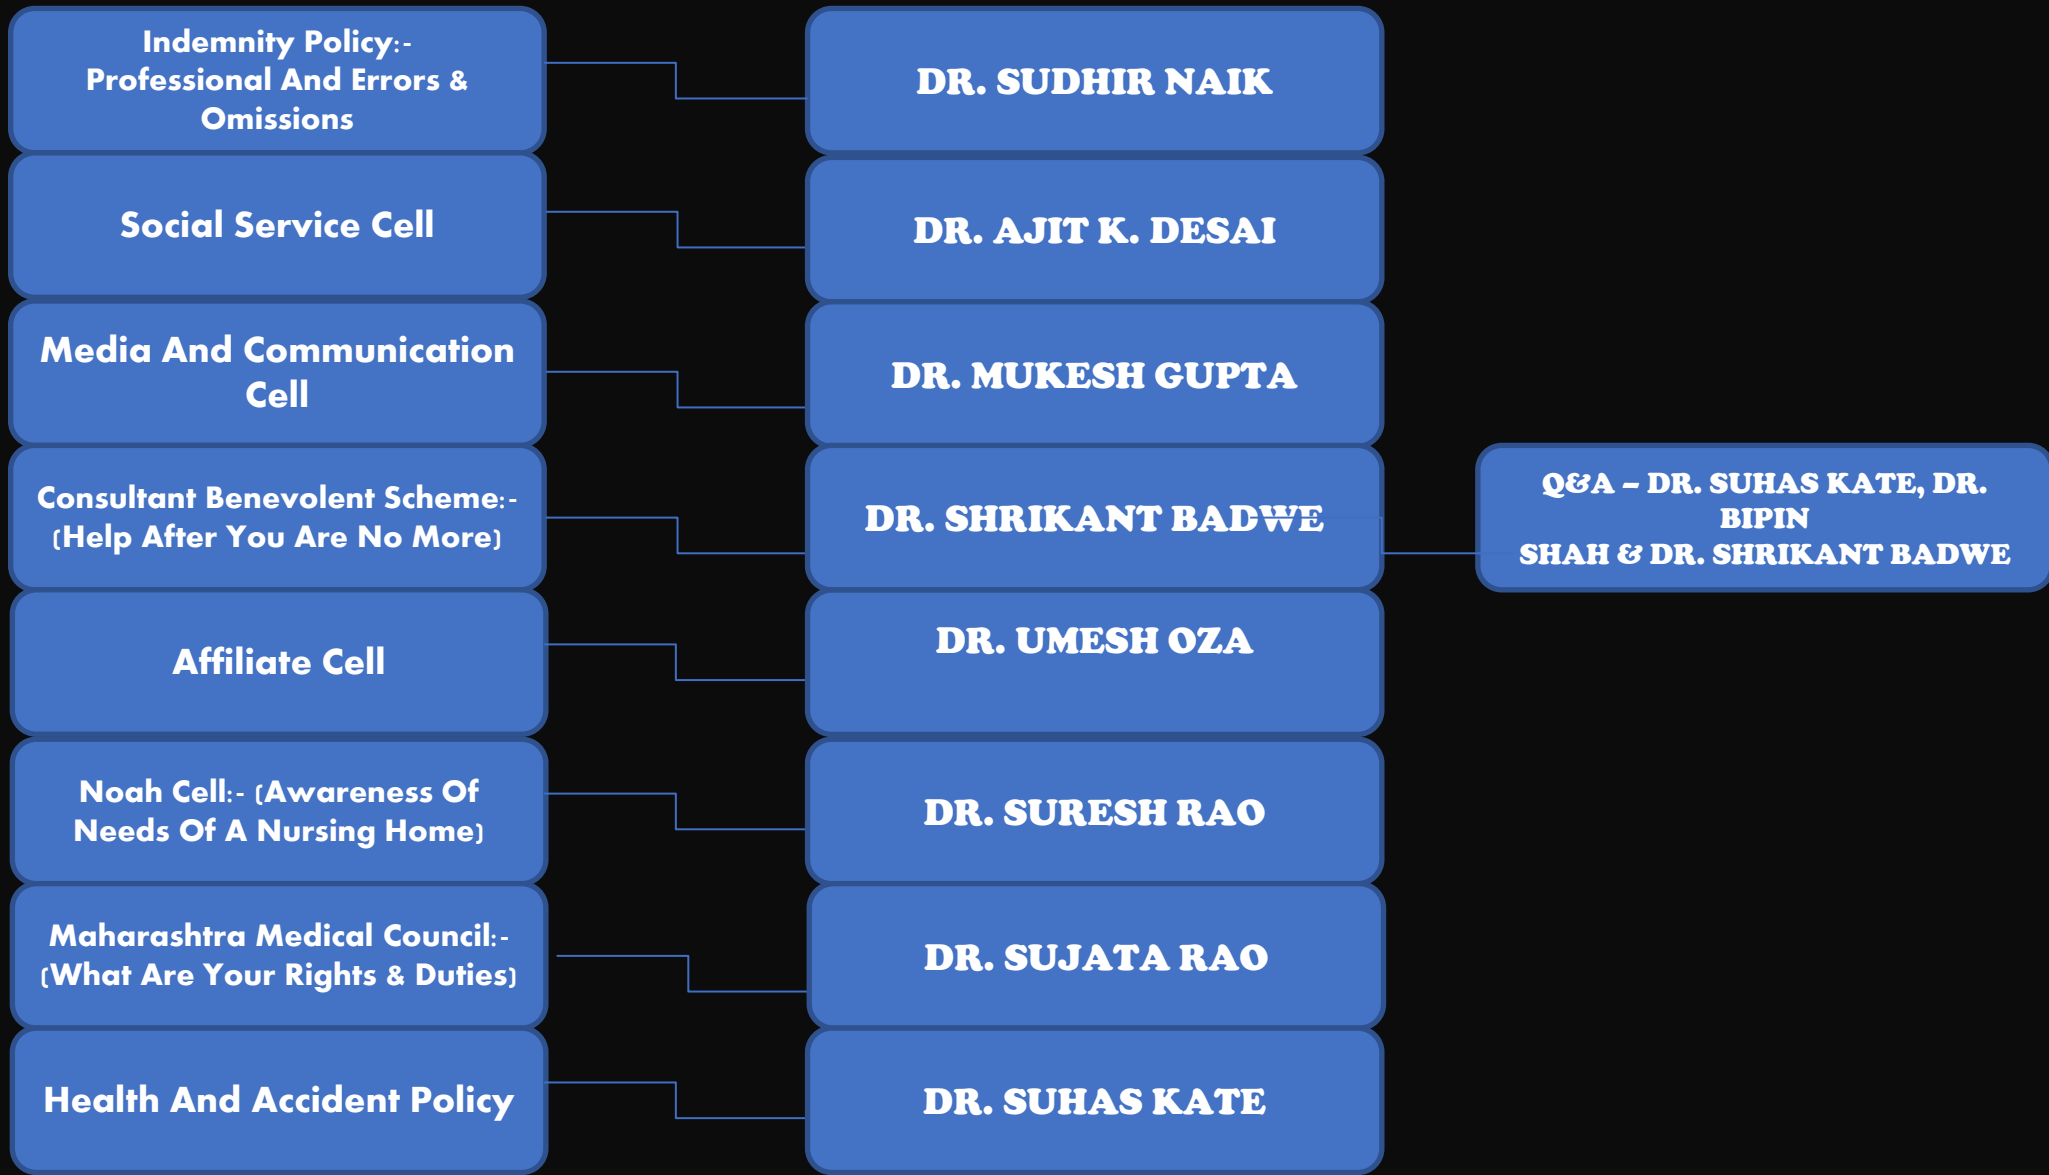 Indemnity Policy:-
Professional And Errors &
Omissions
DR. SUDHIR NAIK
Social Service Cell
DR. AJIT K. DESAI
Media And Communication
Cell
DR. MUKESH GUPTA
Consultant Benevolent Scheme:-
(Help After You Are No More)
DR. SHRIKANT BADWE
Q&A – DR. SUHAS KATE, DR.
BIPIN
SHAH & DR. SHRIKANT BADWE
Affiliate Cell
DR. UMESH OZA
Noah Cell:- (Awareness Of
Needs Of A Nursing Home)
DR. SURESH RAO
Maharashtra Medical Council:-
(What Are Your Rights & Duties)
DR. SUJATA RAO
Health And Accident Policy
DR. SUHAS KATE